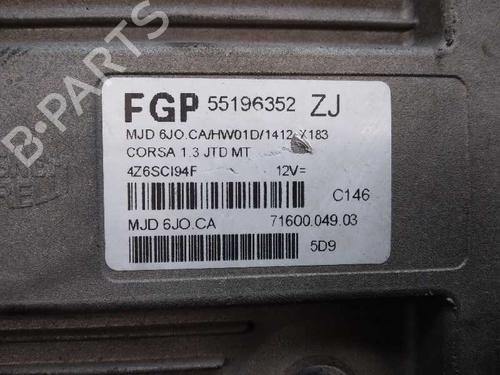 B-PARTS
FGP 55196352 ZJ
MJD 6JO.CA/HW01D/1412-X183
CORSA 1.3 JTD MT
4Z6SCI94F 12V=
C146
MJD 6JO.CA 71600.049.03
5D9